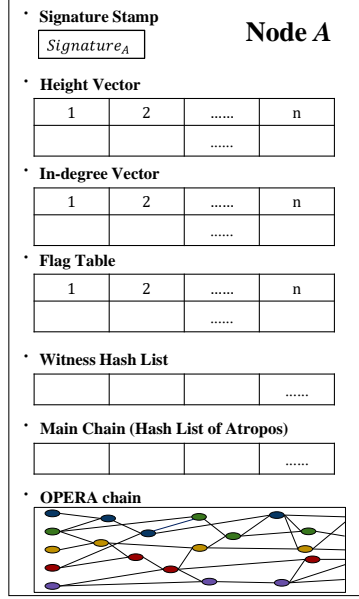 · Signature Stamp
Node A
Signature_A
· Height Vector
1 2 ...... n
......
· In-degree Vector
1 2 ...... n
......
· Flag Table
1 2 ...... n
......
· Witness Hash List
......
· Main Chain (Hash List of Atropos)
......
· OPERA chain